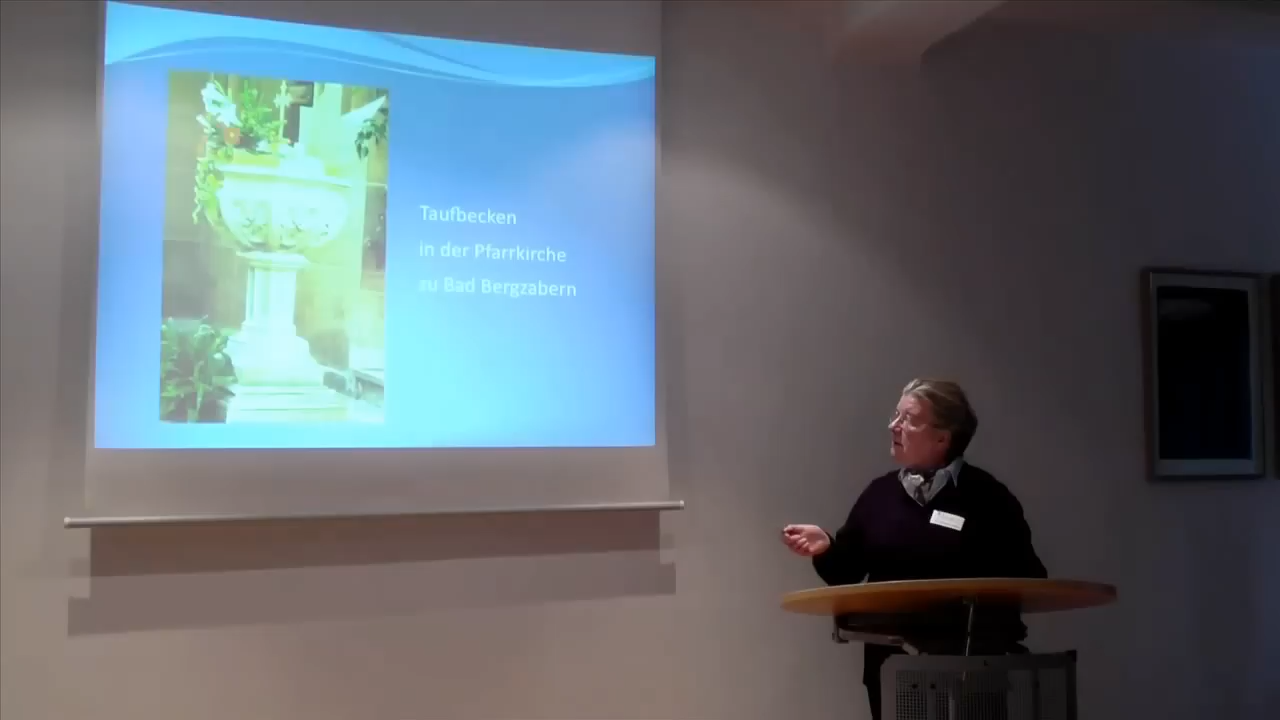 Taufbecken
in der Pfarrkirche
zu Bad Bergzabern